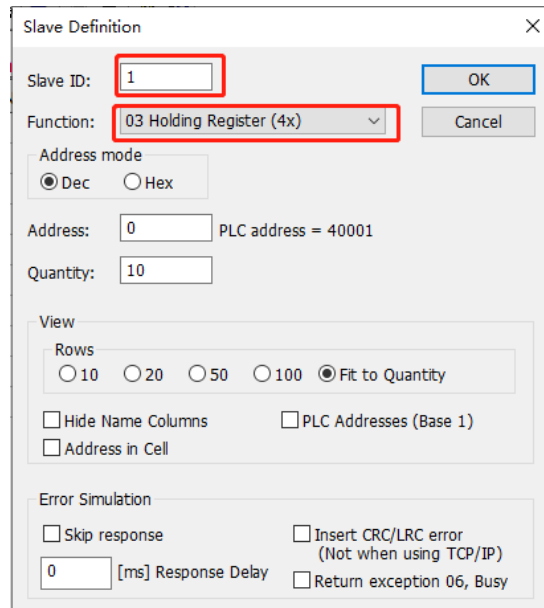 Slave Definition
Slave ID: 1 OK
Function: 03 Holding Register (4x) Cancel
Address mode
Dec Hex
Address: 0 PLC address = 40001
Quantity: 10
View
Rows
10 20 50 100 Fit to Quantity
Hide Name Columns PLC Addresses (Base 1)
Address in Cell
Error Simulation
Skip response Insert CRC/LRC error
(Not when using TCP/IP)
0 [ms] Response Delay
Return exception 06, Busy